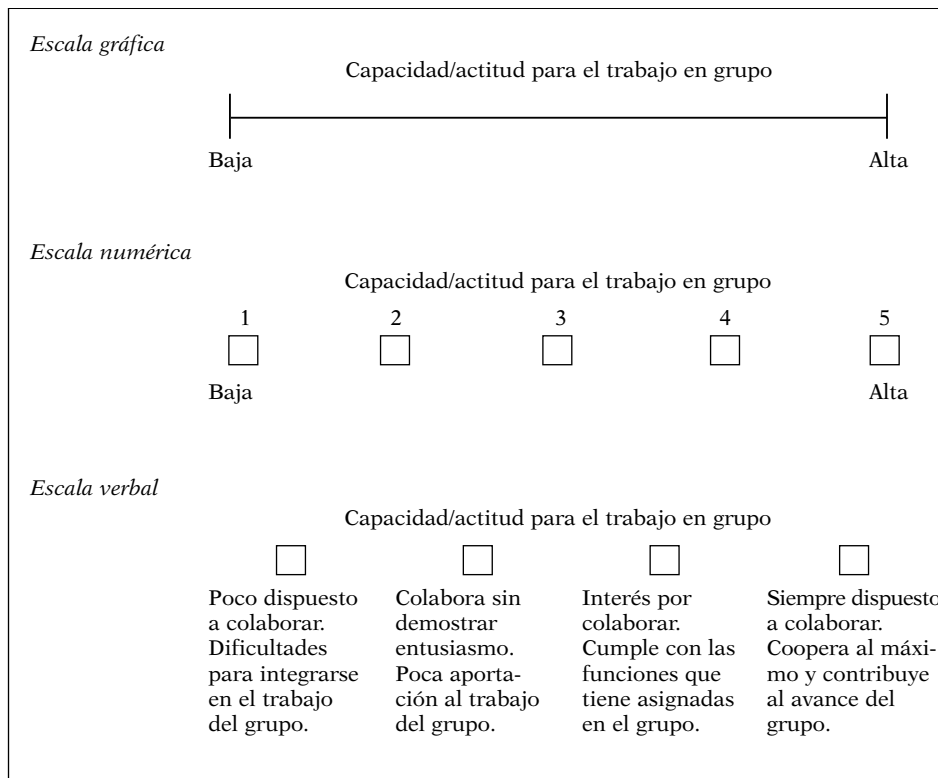 Escala gráfica
Capacidad/actitud para el trabajo en grupo
Baja Alta
Escala numérica
Capacidad/actitud para el trabajo en grupo
1 2 3 4 5
Baja Alta
Escala verbal
Capacidad/actitud para el trabajo en grupo
Poco dispuesto
a colaborar.
Dificultades
para integrarse
en el trabajo
del grupo.
Colabora sin
demostrar
entusiasmo.
Poca aporta-
ción al trabajo
del grupo.
Interés por
colaborar.
Cumple con las
funciones que
tiene asignadas
en el grupo.
Siempre dispuesto
a colaborar.
Coopera al máxi-
mo y contribuye
al avance del
grupo.